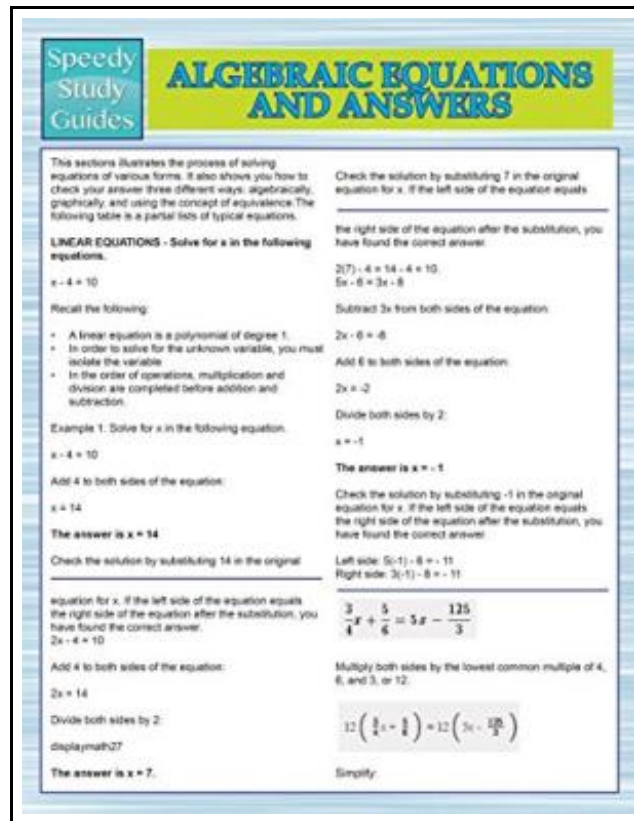 Speedy
Study
Guides
ALGEBRAIC EQUATIONS
AND ANSWERS
This sections illustrates the process of solving
equations of various forms. It also shows you how to
check your answer three different ways: algebraically,
graphically, and using the concept of equivalence.The
following table is a partial lists of typical equations.
LINEAR EQUATIONS - Solve for x in the following
equations.
x - 4 = 10
Recall the following:
• A linear equation is a polynomial of degree 1.
• In order to solve for the unknown variable, you must
isolate the variable
• In the order of operations, multiplication and
division are completed before addition and
subtraction.
Example 1. Solve for x in the following equation.
x - 4 = 10
Add 4 to both sides of the equation:
x = 14
The answer is x = 14
Check the solution by substituting 14 in the original
equation for x. If the left side of the equation equals
the right side of the equation after the substitution, you
have found the correct answer.
2x - 4 = 10
Add 4 to both sides of the equation:
2x = 14
Divide both sides by 2:
displaymath27
The answer is x = 7.
Check the solution by substituting 7 in the original
equation for x. If the left side of the equation equals
the right side of the equation after the substitution, you
have found the correct answer.
2(7) - 4 = 14 - 4 = 10.
5x - 6 = 3x - 8
Subtract 3x from both sides of the equation:
2x - 6 = -8
Add 6 to both sides of the equation:
2x = -2
Divide both sides by 2:
x = -1
The answer is x = - 1
Check the solution by substituting -1 in the original
equation for x. If the left side of the equation equals
the right side of the equation after the substitution, you
have found the correct answer.
Left side: 5(-1) - 6 = - 11
Right side: 3(-1) - 8 = - 11
3/4 x + 5/6 = 5x - 125/3
Multiply both sides by the lowest common multiple of 4,
6, and 3, or 12.
12 ( 3/4 x + 5/6 ) = 12 ( 5x - 125/3 )
Simplify: